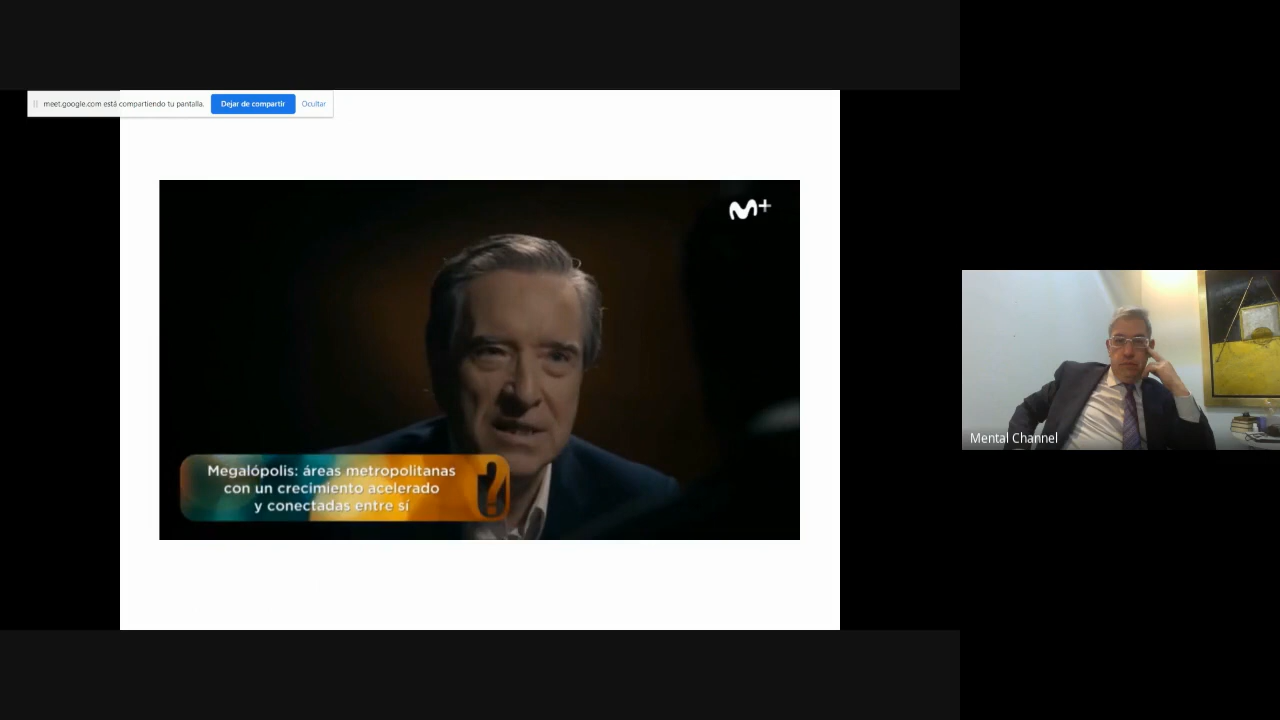 meet.google.com está compartiendo tu pantalla.
Dejar de compartir
Ocultar
M+
Megalópolis: áreas metropolitanas
con un crecimiento acelerado
y conectadas entre sí
Mental Channel